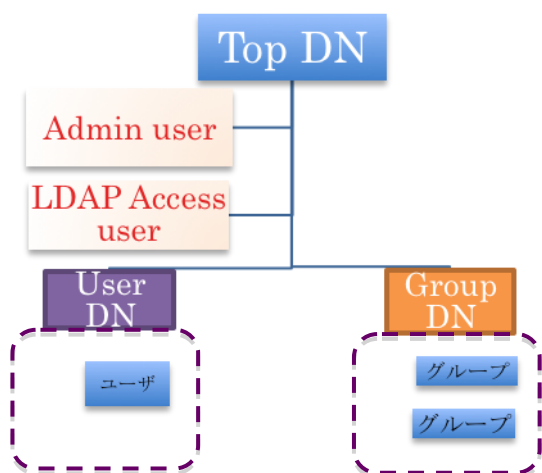 Top DN
Admin user
LDAP Access
user
User
DN
Group
DN
ユーザ
グループ
グループ